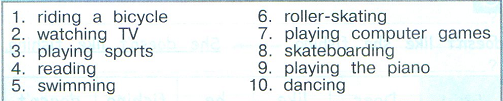 1. riding a bicycle
2. watching TV
3. playing sports
4. reading
5. swimming
6. roller-skating
7. playing computer games
8. skateboarding
9. playing the piano
10. dancing